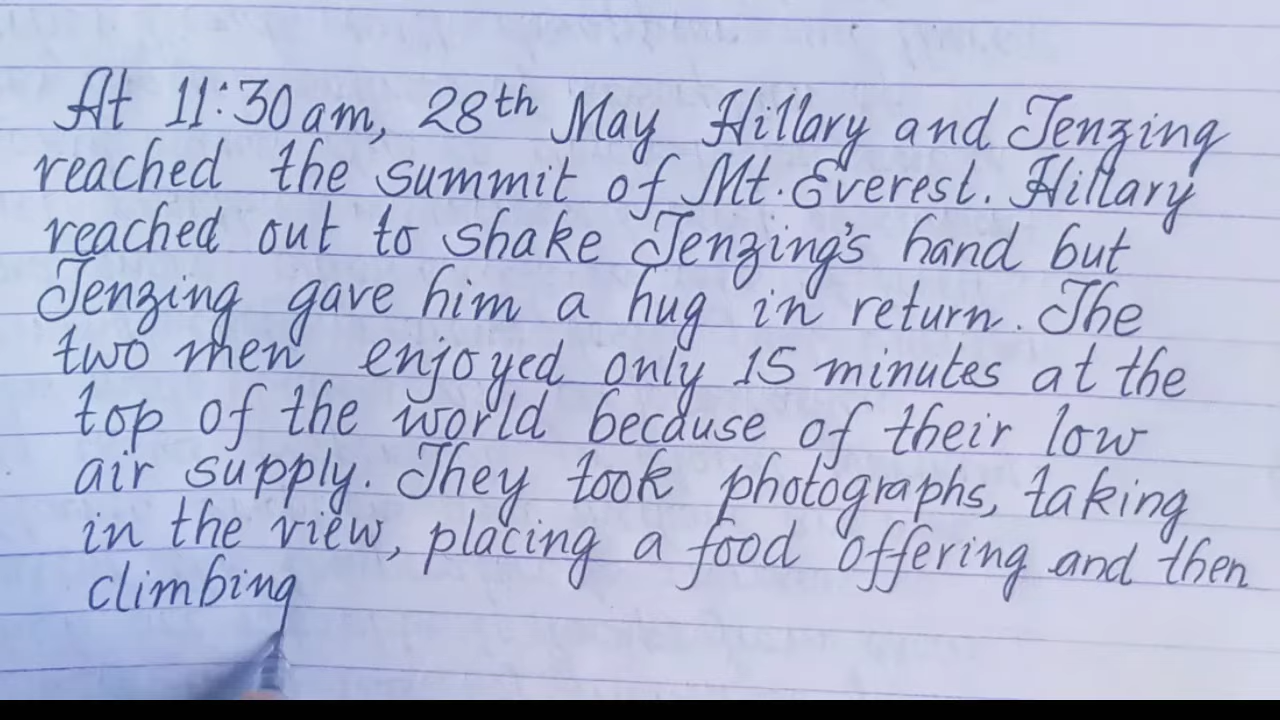 At 11:30am, 28th May Hillary and Tenzing
reached the summit of Mt. Everest. Hillary
reached out to shake Tenzing's hand but
Tenzing gave him a hug in return. The
two men enjoyed only 15 minutes at the
top of the world because of their low
air supply. They took photographs, taking
in the view, placing a food offering and then
climbing